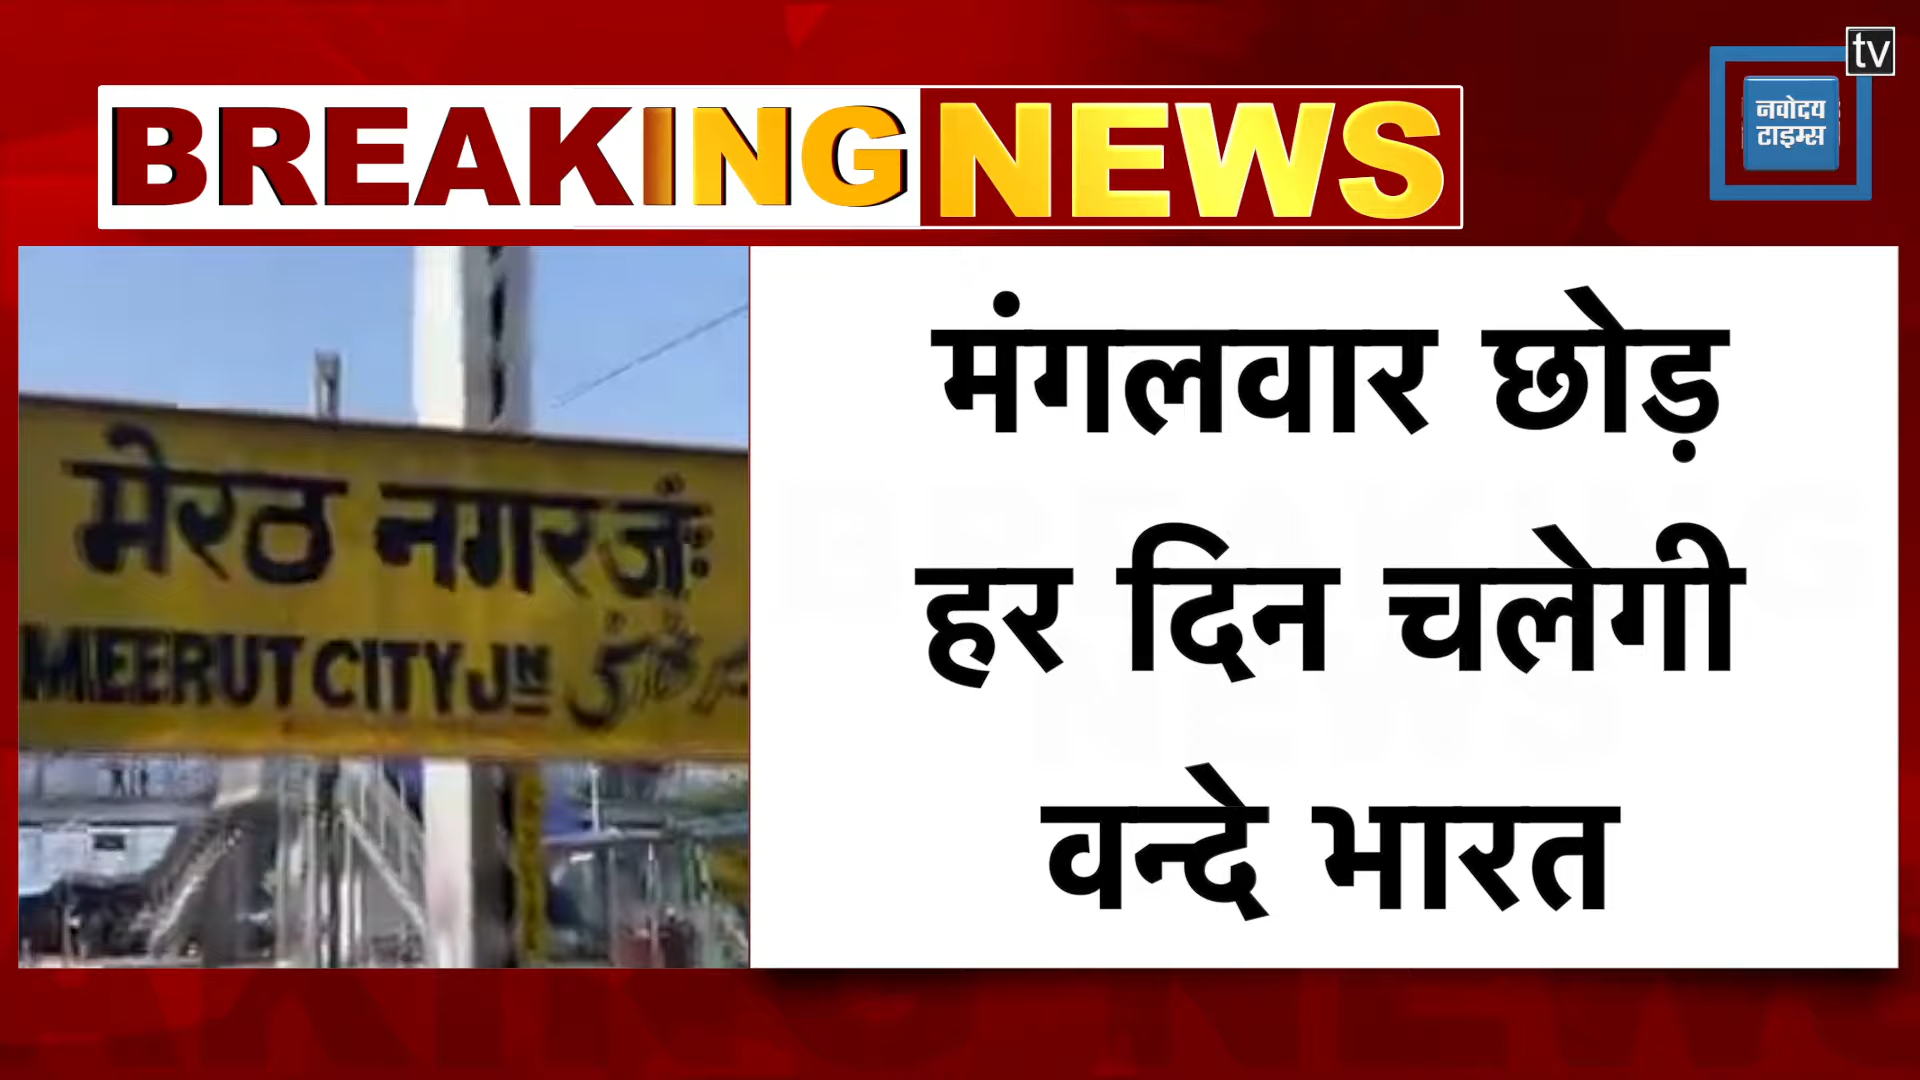 BREAKING NEWS
tv
नवोदय
टाइम्स
मंगलवार छोड़
हर दिन चलेगी
वन्दे भारत
मेरठ नगर जं॰
MEERUT CITY JN